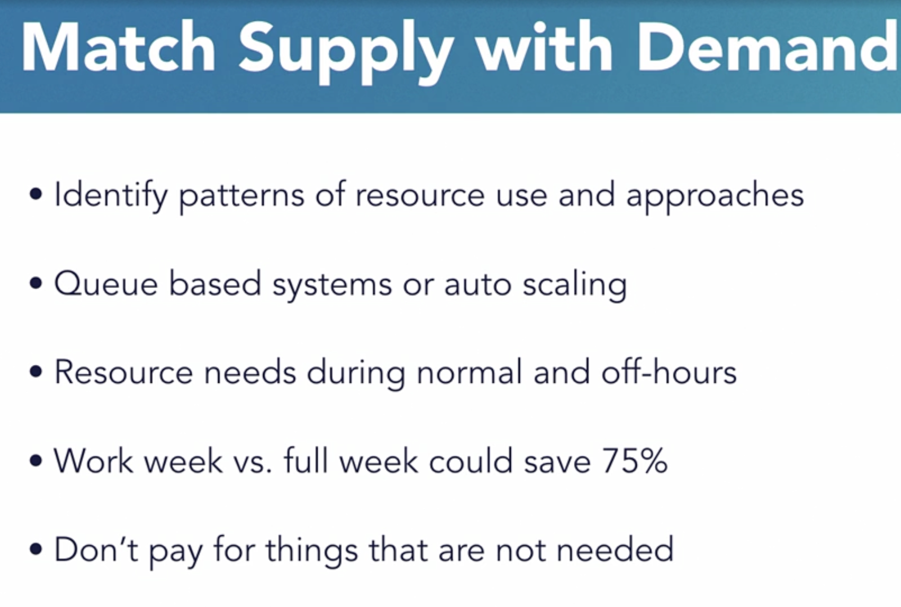 Match Supply with Demand
• Identify patterns of resource use and approaches
• Queue based systems or auto scaling
• Resource needs during normal and off-hours
• Work week vs. full week could save 75%
• Don’t pay for things that are not needed